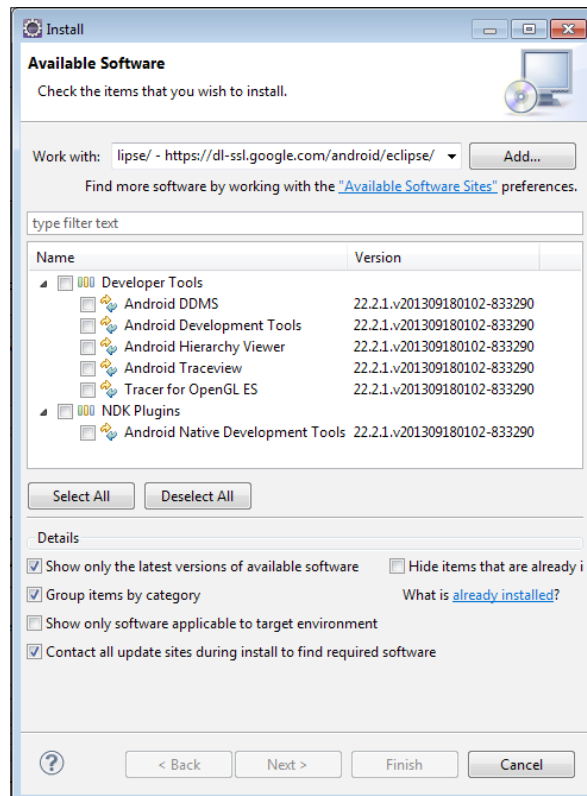 Install
Available Software
Check the items that you wish to install.
Work with: lipse/ - https://dl-ssl.google.com/android/eclipse/ Add...
Find more software by working with the "Available Software Sites" preferences.
type filter text
Name Version
Developer Tools
Android DDMS 22.2.1.v201309180102-833290
Android Development Tools 22.2.1.v201309180102-833290
Android Hierarchy Viewer 22.2.1.v201309180102-833290
Android Traceview 22.2.1.v201309180102-833290
Tracer for OpenGL ES 22.2.1.v201309180102-833290
NDK Plugins
Android Native Development Tools 22.2.1.v201309180102-833290
Select All Deselect All
Details
Show only the latest versions of available software Hide items that are already i
Group items by category What is already installed?
Show only software applicable to target environment
Contact all update sites during install to find required software
? < Back Next > Finish Cancel